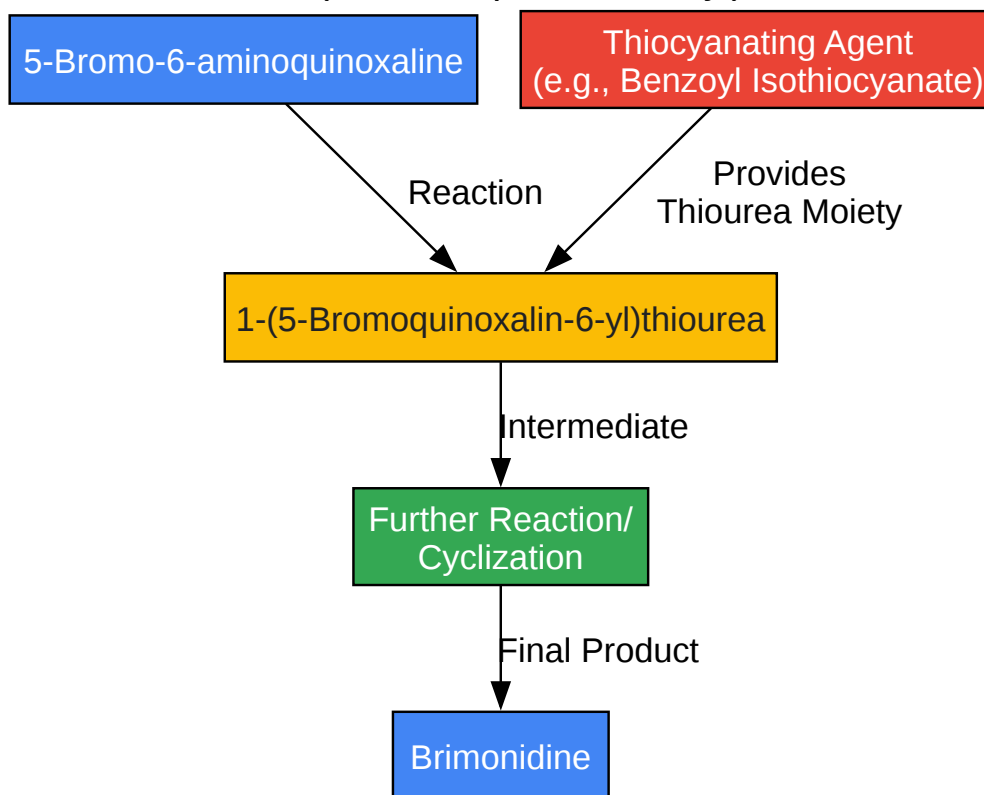 5-Bromo-6-aminoquinoxaline
Thiocyanating Agent
(e.g., Benzoyl Isothiocyanate)
Reaction
Provides
Thiourea Moiety
1-(5-Bromoquinoxalin-6-yl)thiourea
Intermediate
Further Reaction/
Cyclization
Final Product
Brimonidine